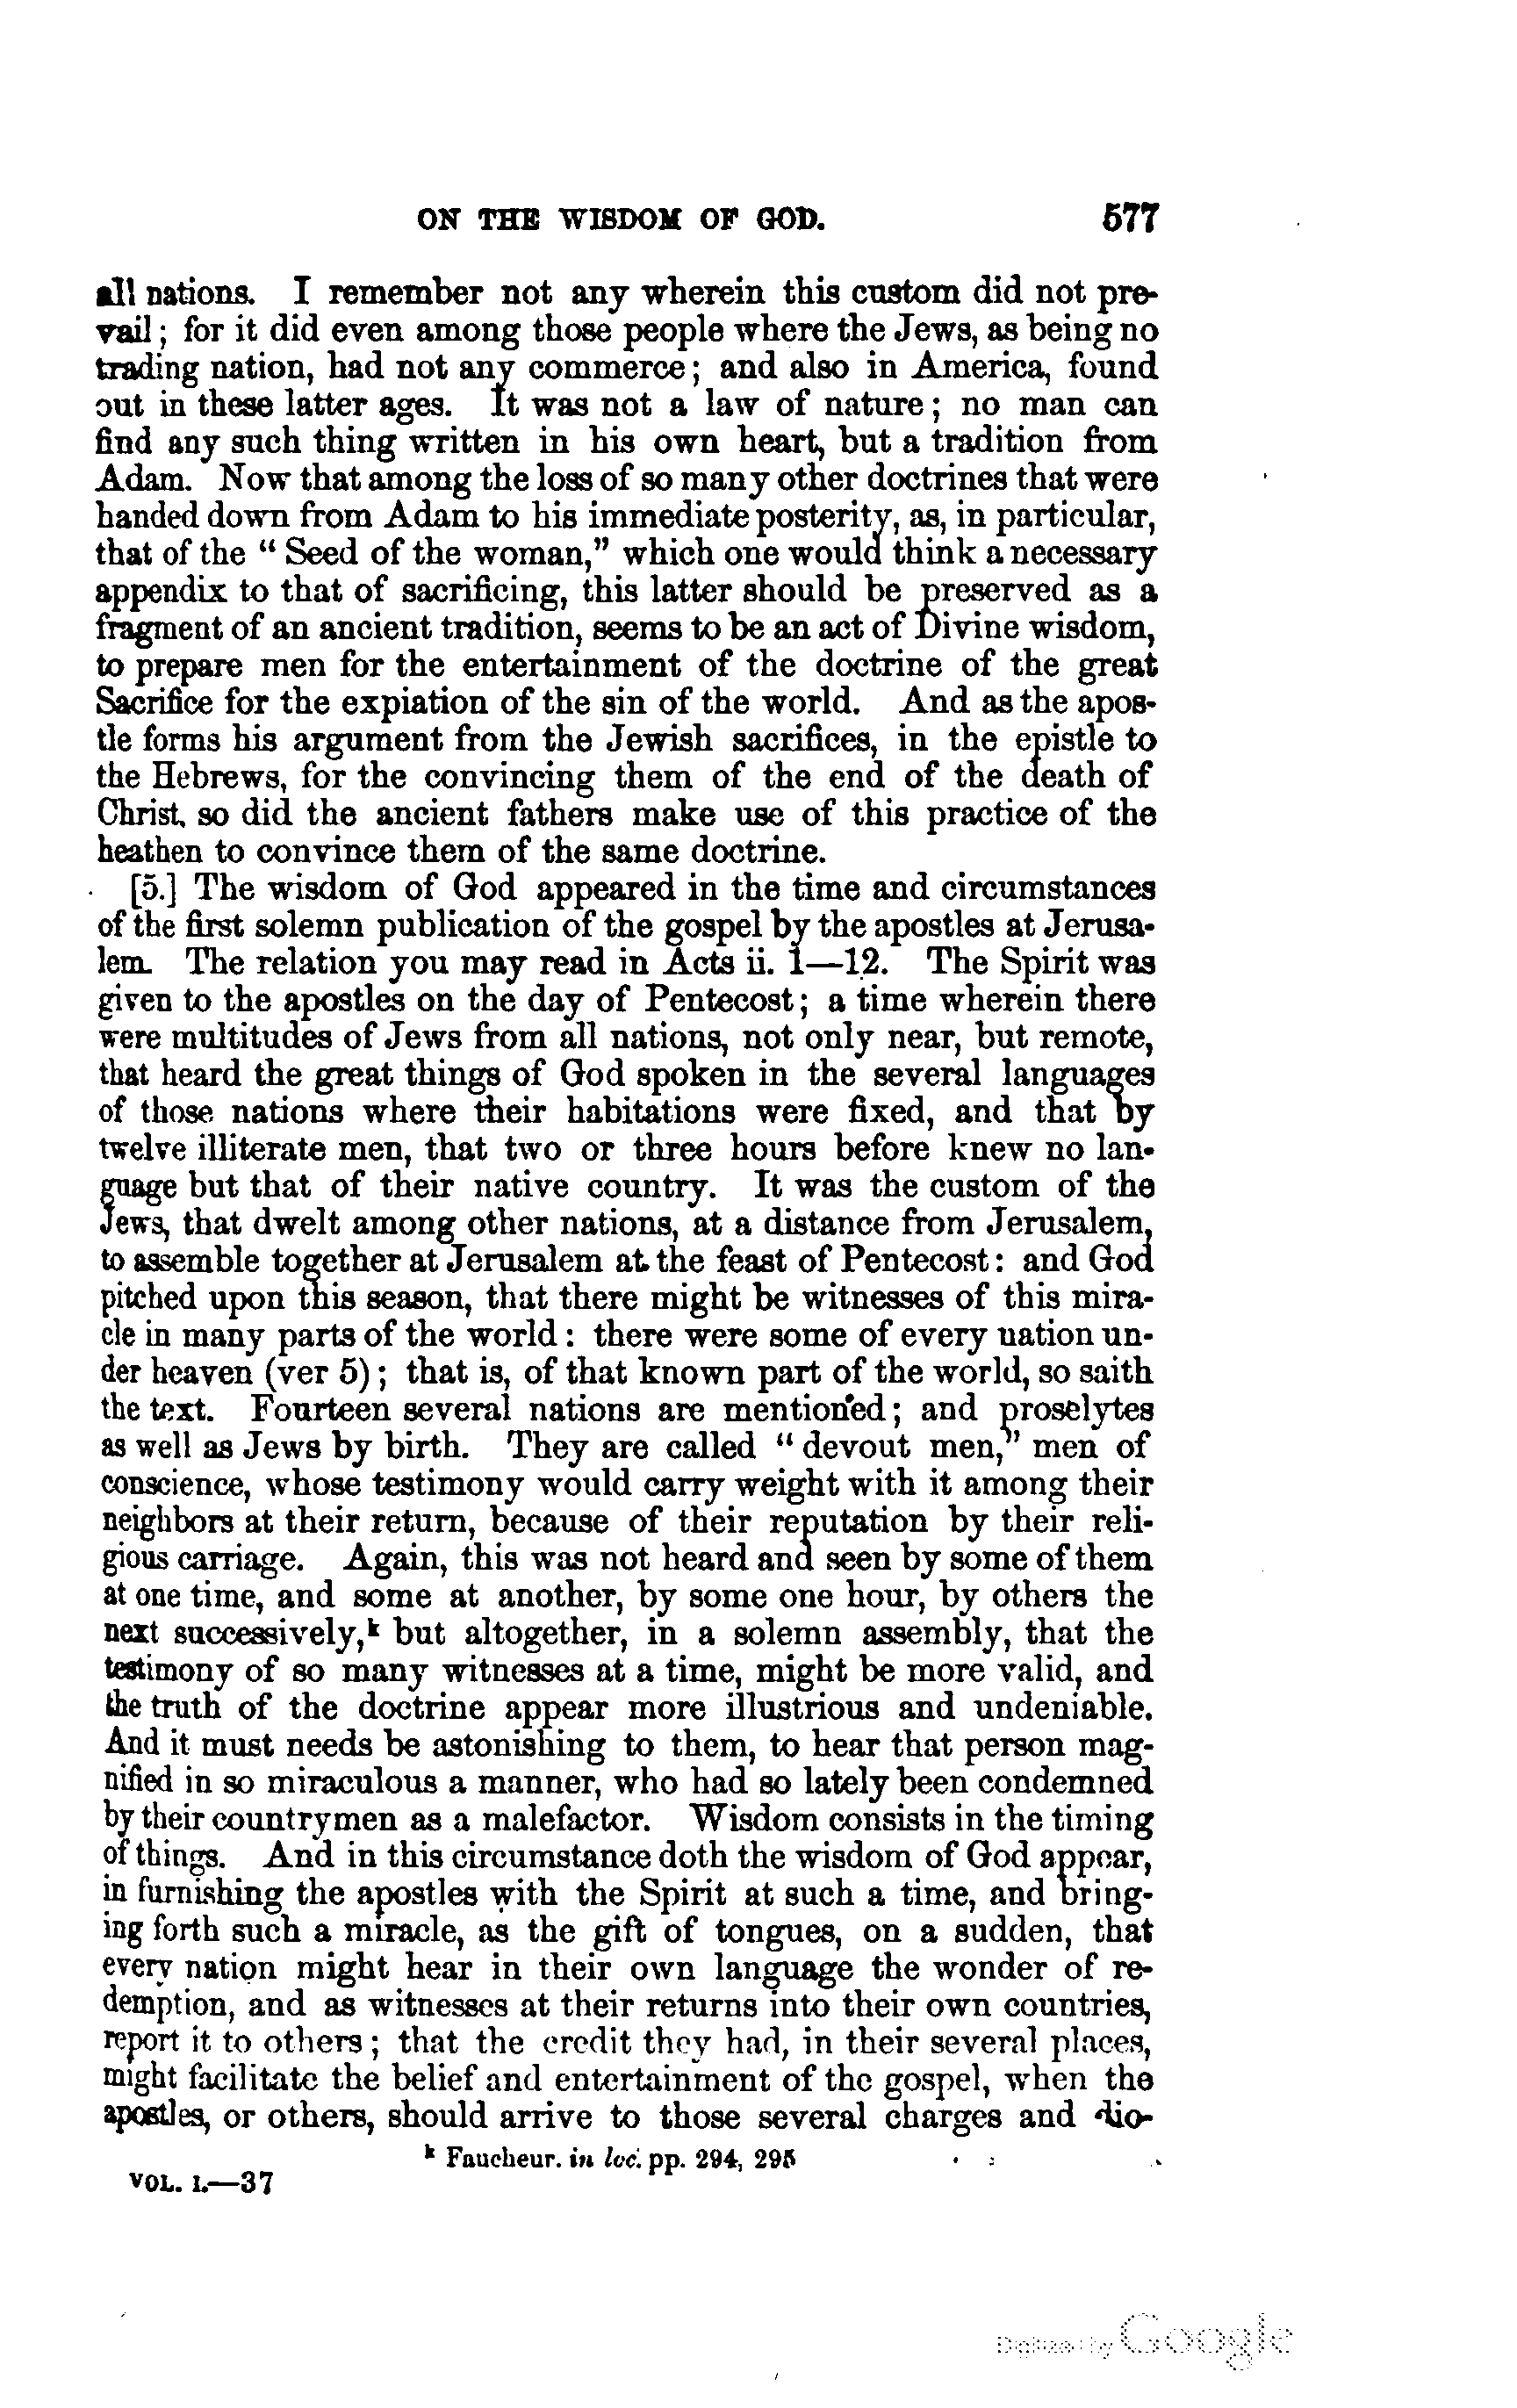 ON THE WISDOM OF GOD. 577
all nations. I remember not any wherein this custom did not pre-
vail; for it did even among those people where the Jews, as being no
trading nation, had not any commerce; and also in America, found
out in these latter ages. It was not a law of nature; no man can
find any such thing written in his own heart, but a tradition from
Adam. Now that among the loss of so many other doctrines that were
handed down from Adam to his immediate posterity, as, in particular,
that of the “ Seed of the woman,” which one would think a necessary
appendix to that of sacrificing, this latter should be preserved as a
fragment of an ancient tradition, seems to be an act of Divine wisdom,
to prepare men for the entertainment of the doctrine of the great
Sacrifice for the expiation of the sin of the world. And as the apos-
tle forms his argument from the Jewish sacrifices, in the epistle to
the Hebrews, for the convincing them of the end of the death of
Christ, so did the ancient fathers make use of this practice of the
heathen to convince them of the same doctrine.
[5.] The wisdom of God appeared in the time and circumstances
of the first solemn publication of the gospel by the apostles at Jerusa-
lem. The relation you may read in Acts ii. 1—12. The Spirit was
given to the apostles on the day of Pentecost; a time wherein there
were multitudes of Jews from all nations, not only near, but remote,
that heard the great things of God spoken in the several languages
of those nations where their habitations were fixed, and that by
twelve illiterate men, that two or three hours before knew no lan-
guage but that of their native country. It was the custom of the
Jews, that dwelt among other nations, at a distance from Jerusalem,
to assemble together at Jerusalem at the feast of Pentecost: and God
pitched upon this season, that there might be witnesses of this mira-
cle in many parts of the world: there were some of every nation un-
der heaven (ver 5); that is, of that known part of the world, so saith
the text. Fourteen several nations are mentioned; and proselytes
as well as Jews by birth. They are called “ devout men,” men of
conscience, whose testimony would carry weight with it among their
neighbors at their return, because of their reputation by their reli-
gious carriage. Again, this was not heard and seen by some of them
at one time, and some at another, by some one hour, by others the
next successively,k but altogether, in a solemn assembly, that the
testimony of so many witnesses at a time, might be more valid, and
the truth of the doctrine appear more illustrious and undeniable.
And it must needs be astonishing to them, to hear that person mag-
nified in so miraculous a manner, who had so lately been condemned
by their countrymen as a malefactor. Wisdom consists in the timing
of things. And in this circumstance doth the wisdom of God appear,
in furnishing the apostles with the Spirit at such a time, and bring-
ing forth such a miracle, as the gift of tongues, on a sudden, that
every nation might hear in their own language the wonder of re-
demption, and as witnesses at their returns into their own countries,
report it to others; that the credit they had, in their several places,
might facilitate the belief and entertainment of the gospel, when the
apostles, or others, should arrive to those several charges and dio-
k Faucheur. in loc. pp. 294, 295
VOL. I.—37
Digitized by Google